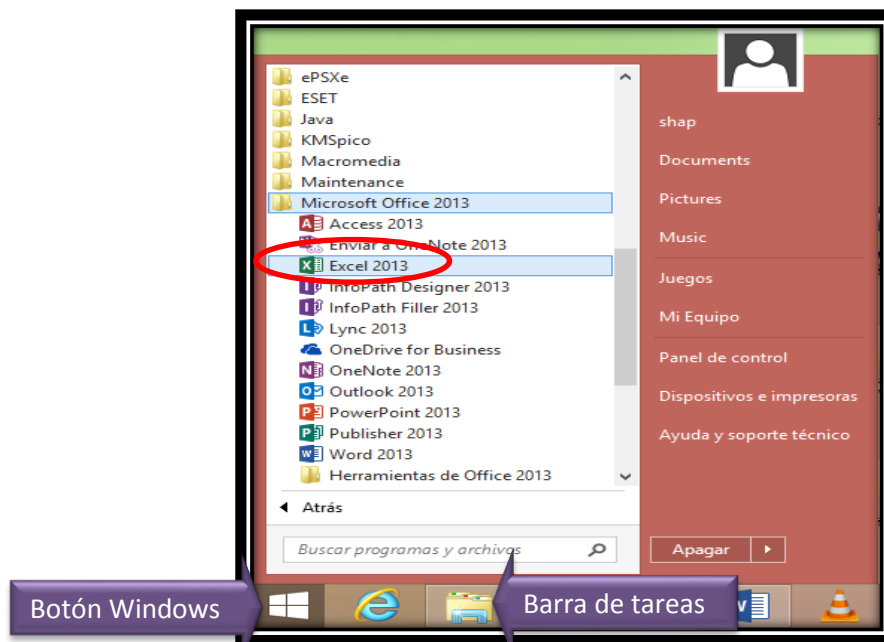 ePSXe
ESET
Java
KMSpico
Macromedia
Maintenance
Microsoft Office 2013
Access 2013
Enviar a OneNote 2013
Excel 2013
InfoPath Designer 2013
InfoPath Filler 2013
Lync 2013
OneDrive for Business
OneNote 2013
Outlook 2013
PowerPoint 2013
Publisher 2013
Word 2013
Herramientas de Office 2013
Atrás
Buscar programas y archivos
shap
Documents
Pictures
Music
Juegos
Mi Equipo
Panel de control
Dispositivos e impresoras
Ayuda y soporte técnico
Apagar
Botón Windows
Barra de tareas